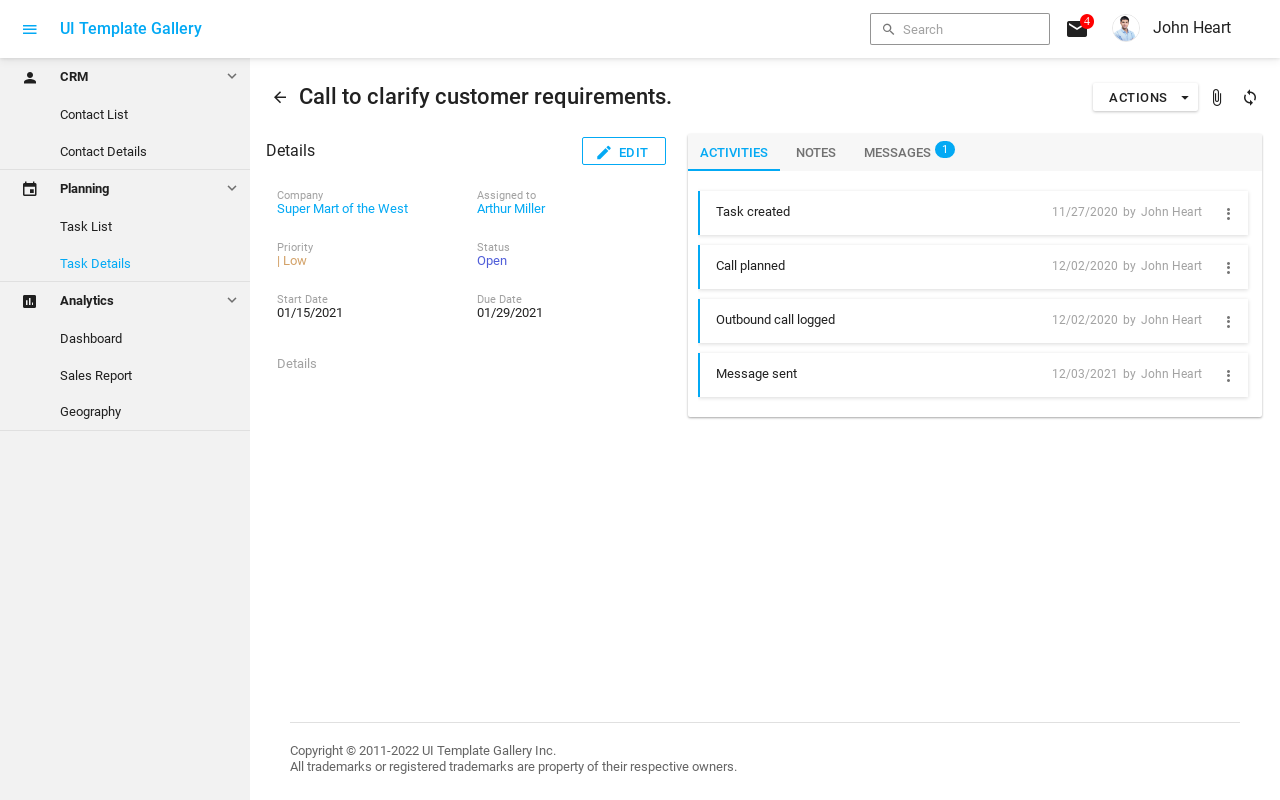 UI Template Gallery
Search
4
John Heart
CRM
Contact List
Contact Details
Planning
Task List
Task Details
Analytics
Dashboard
Sales Report
Geography
Call to clarify customer requirements.
ACTIONS
Details
EDIT
Company
Super Mart of the West
Assigned to
Arthur Miller
Priority
| Low
Status
Open
Start Date
01/15/2021
Due Date
01/29/2021
Details
ACTIVITIES NOTES MESSAGES 1
Task created 11/27/2020 by John Heart
Call planned 12/02/2020 by John Heart
Outbound call logged 12/02/2020 by John Heart
Message sent 12/03/2021 by John Heart
Copyright © 2011-2022 UI Template Gallery Inc.
All trademarks or registered trademarks are property of their respective owners.